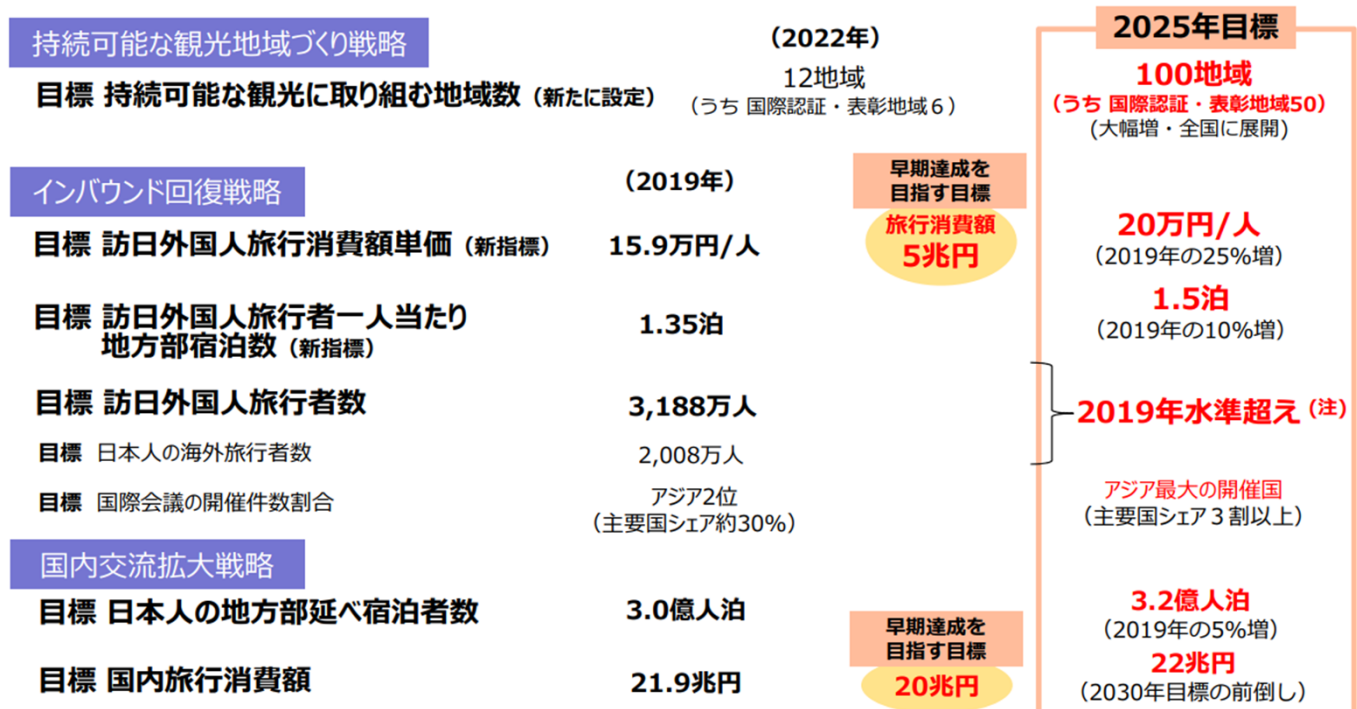 持続可能な観光地域づくり戦略
(2022年)
2025年目標
目標 持続可能な観光に取り組む地域数（新たに設定）
12地域
（うち 国際認証・表彰地域６）
100地域
（うち 国際認証・表彰地域50）
(大幅増・全国に展開)
インバウンド回復戦略
（2019年）
早期達成を
目指す目標
目標 訪日外国人旅行消費額単価（新指標）
15.9万円/人
旅行消費額
5兆円
20万円/人
（2019年の25%増）
目標 訪日外国人旅行者一人当たり
地方部宿泊数（新指標）
1.35泊
1.5泊
（2019年の10%増）
目標 訪日外国人旅行者数
3,188万人
2019年水準超え（注）
目標 日本人の海外旅行者数
2,008万人
目標 国際会議の開催件数割合
アジア2位
（主要国シェア約30%）
アジア最大の開催国
（主要国シェア３割以上）
国内交流拡大戦略
目標 日本人の地方部延べ宿泊者数
3.0億人泊
3.2億人泊
（2019年の5%増）
早期達成を
目指す目標
目標 国内旅行消費額
21.9兆円
20兆円
22兆円
（2030年目標の前倒し）